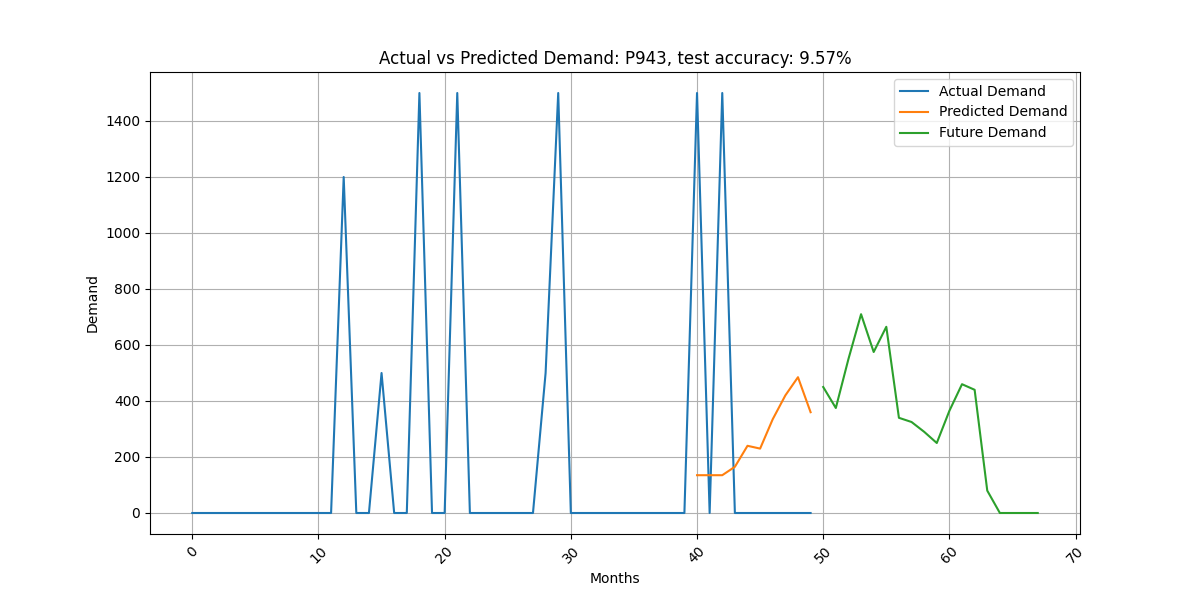 Actual vs Predicted Demand: P943, test accuracy: 9.57%
Actual Demand
Predicted Demand
Future Demand
1400
1200
1000
800
600
400
200
0
Demand
0
10
20
30
40
50
60
70
Months